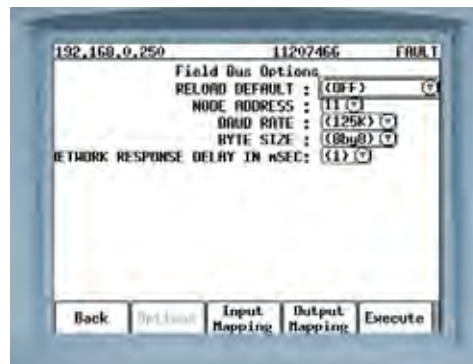 192.168.0.250 11207466 FAULT
Field Bus Options
RELOAD DEFAULT : (OFF)
NODE ADDRESS : 11
BAUD RATE : (125K)
BYTE SIZE : (8by8)
ETWORK RESPONSE DELAY IN mSEC: (1)
Back Options Input Mapping Output Mapping Execute